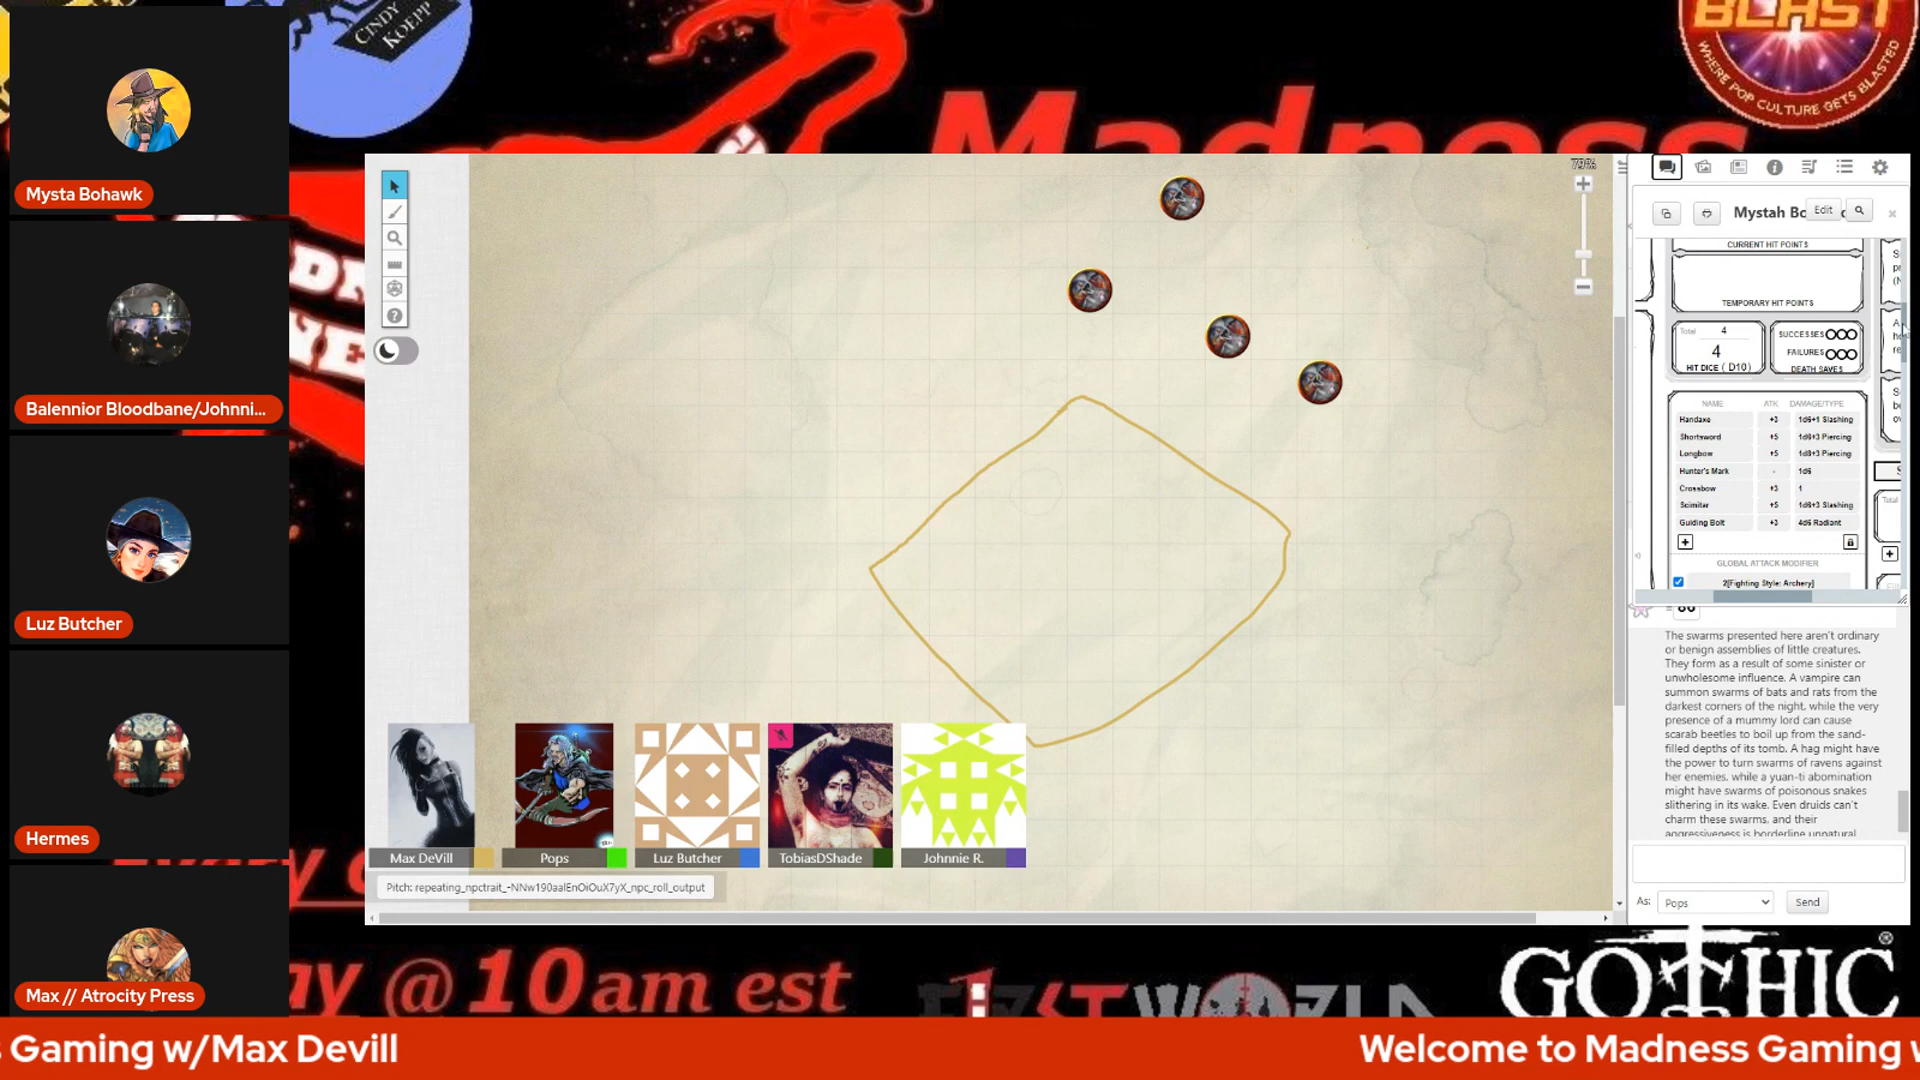 CINDY
KOEPP
BLAST
WHERE POP CULTURE GETS BLASTED
Madness
Mysta Bohawk
Balennior Bloodbane/Johnni...
Luz Butcher
Hermes
Max // Atrocity Press
79%
Mystah Bo
Edit
CURRENT HIT POINTS
TEMPORARY HIT POINTS
Total 4
4
HIT DICE ( D10)
SUCCESSES
FAILURES
DEATH SAVES
NAME ATK DAMAGE/TYPE
Handaxe +3 1d6+1 Slashing
Shortsword +5 1d6+3 Piercing
Longbow +5 1d8+3 Piercing
Hunter's Mark - 1d6
Crossbow +3 1
Scimitar +5 1d6+3 Slashing
Guiding Bolt +3 4d6 Radiant
GLOBAL ATTACK MODIFIER
2[Fighting Style: Archery]
The swarms presented here aren't ordinary
or benign assemblies of little creatures.
They form as a result of some sinister or
unwholesome influence. A vampire can
summon swarms of bats and rats from the
darkest corners of the night, while the very
presence of a mummy lord can cause
scarab beetles to boil up from the sand-
filled depths of its tomb. A hag might have
the power to turn swarms of ravens against
her enemies, while a yuan-ti abomination
might have swarms of poisonous snakes
slithering in its wake. Even druids can't
charm these swarms, and their
aggressiveness is borderline unnatural.
As: Pops Send
Max DeVill
Pops
Luz Butcher
TobiasDShade
Johnnie R.
Pitch: repeating_npctrait_-NNw190aalEnOiOuX7yX_npc_roll_output
ay @ 10am est
GOTHIC
®
s Gaming w/Max Devill
Welcome to Madness Gaming w